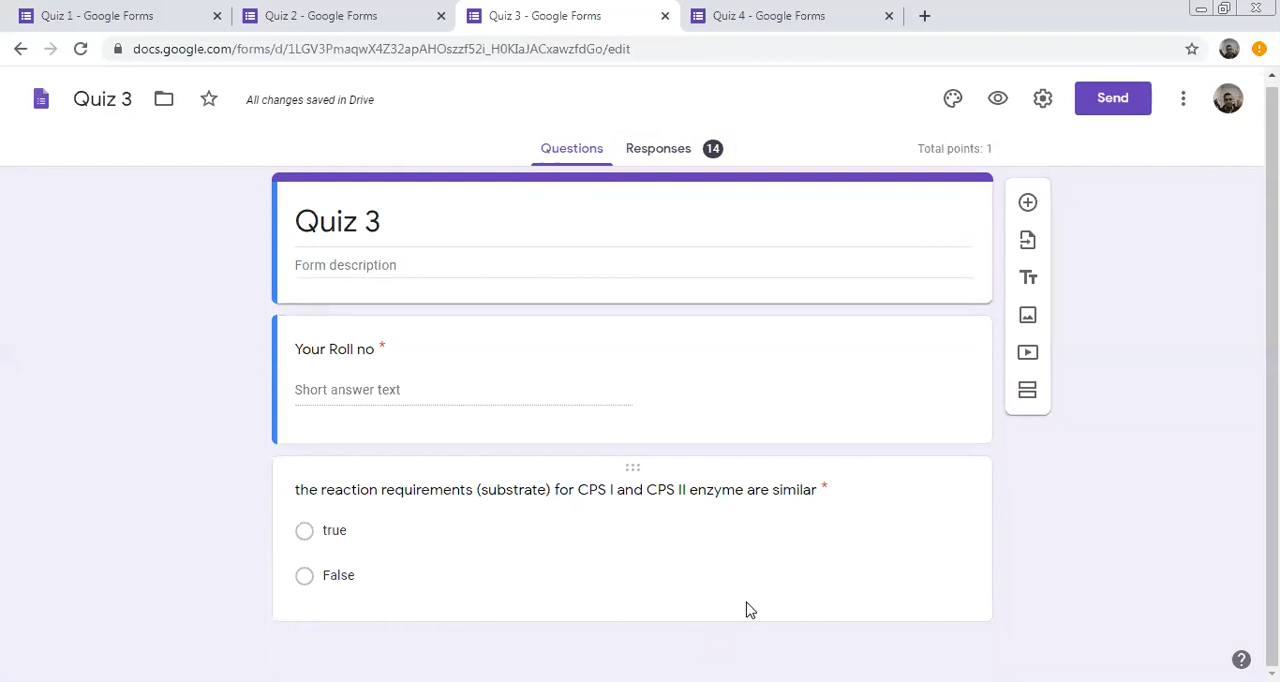 Quiz 1 - Google Forms
Quiz 2 - Google Forms
Quiz 3 - Google Forms
Quiz 4 - Google Forms
docs.google.com/forms/d/1LGV3PmaqwX4Z32apAHOszzf52i_H0KIaJACxawzfdGo/edit
Quiz 3
All changes saved in Drive
Send
Questions
Responses 14
Total points: 1
Quiz 3
Form description
Your Roll no *
Short answer text
the reaction requirements (substrate) for CPS I and CPS II enzyme are similar *
true
False